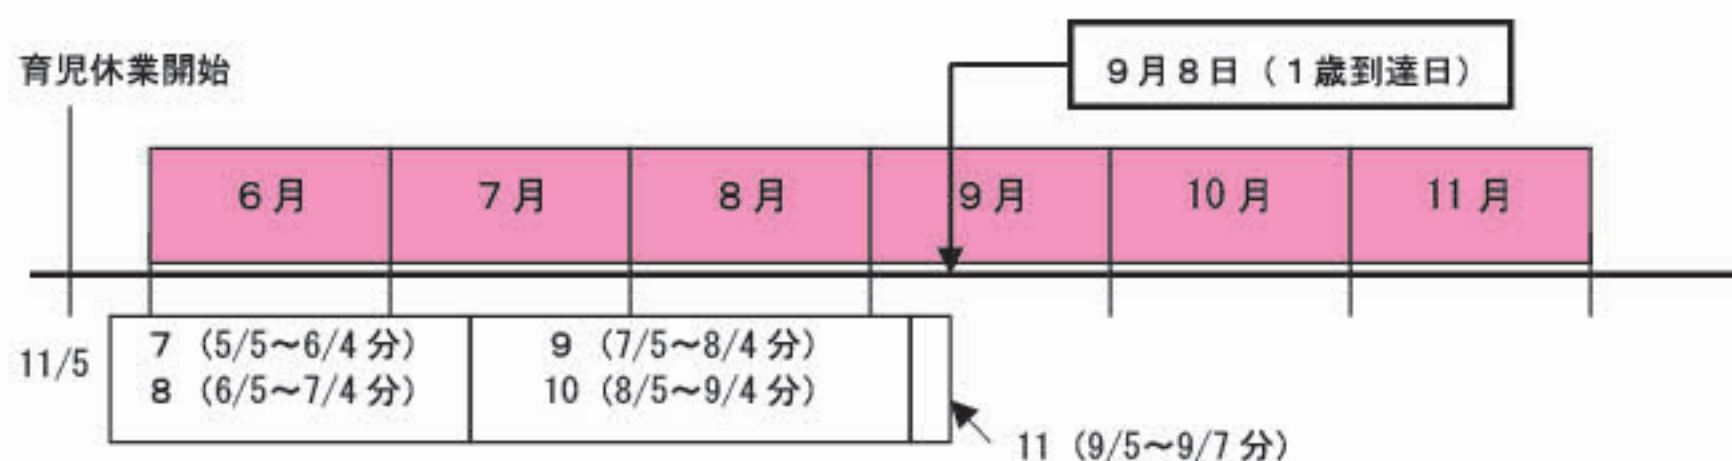 育児休業開始
9月8日（1歳到達日）
6月 7月 8月 9月 10月 11月
11/5
7（5/5～6/4分）
8（6/5～7/4分）
9（7/5～8/4分）
10（8/5～9/4分）
11（9/5～9/7分）